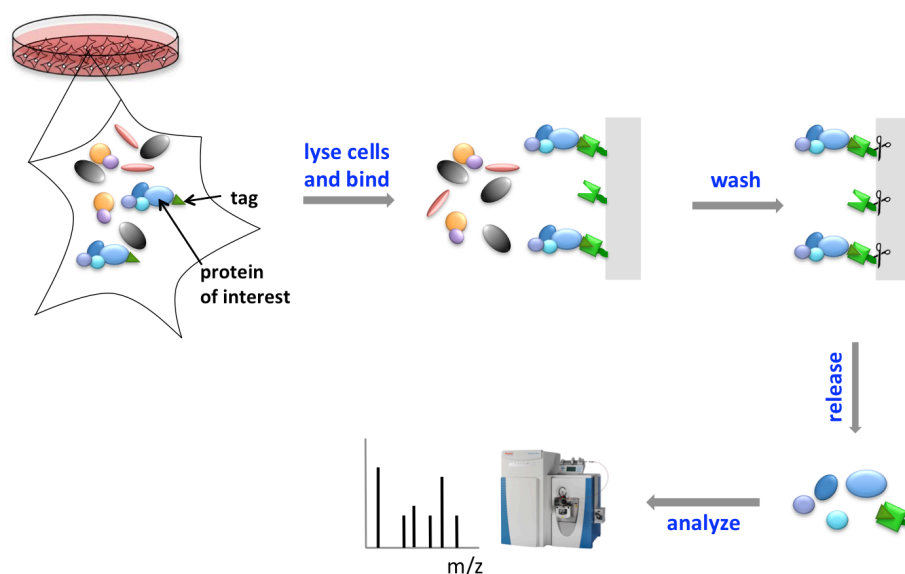 lyse cells
and bind
wash
tag
protein
of interest
release
analyze
m/z